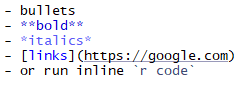 - bullets
- **bold**
- *italics*
- [links](https://google.com)
- or run inline `r code`